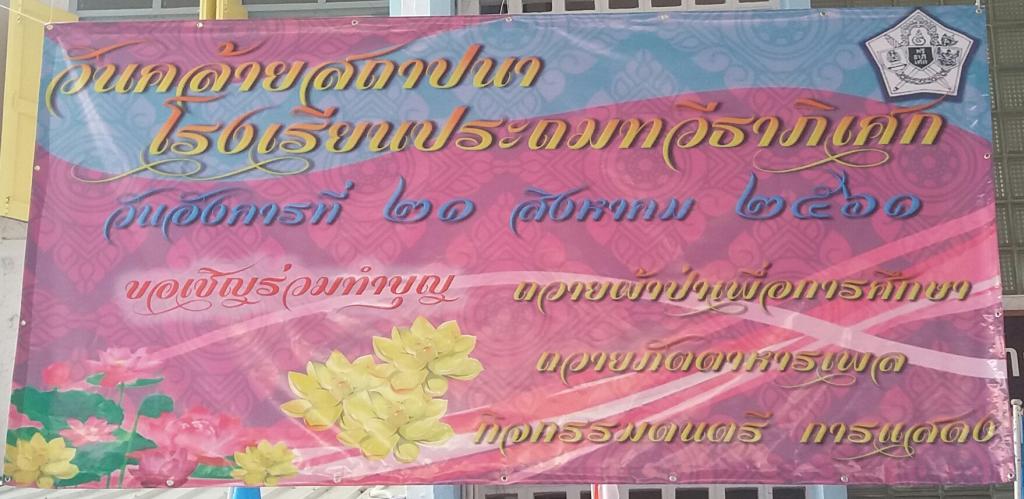 วันคล้ายสถาปนา
โรงเรียนประถมทวีธาภิเศก
วันอังคารที่ ๒๑ สิงหาคม ๒๕๖๑
ขอเชิญร่วมทำบุญ ถวายผ้าป่าเพื่อการศึกษา
ถวายภัตตาหารเพล
กิจกรรมดนตรี การแสดง